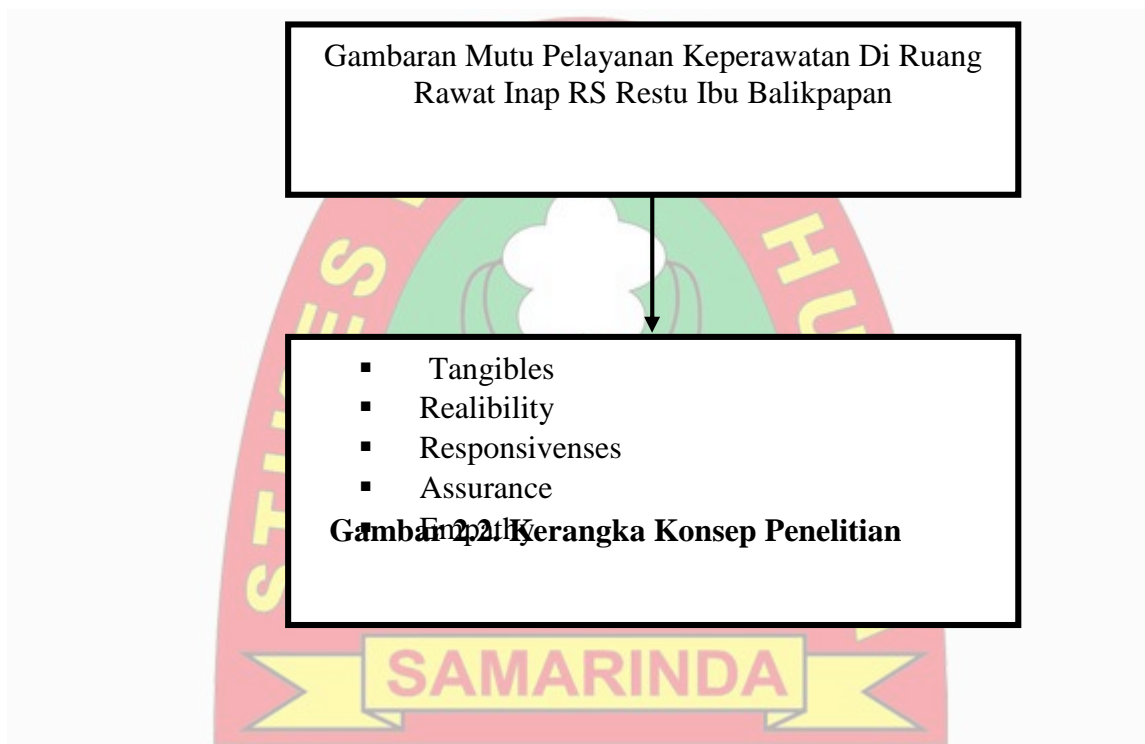 Gambaran Mutu Pelayanan Keperawatan Di Ruang
Rawat Inap RS Restu Ibu Balikpapan
▪ Tangibles
▪ Realibility
▪ Responsivenses
▪ Assurance
▪ Empathy
Gambar 2.2. Kerangka Konsep Penelitian
SAMARINDA